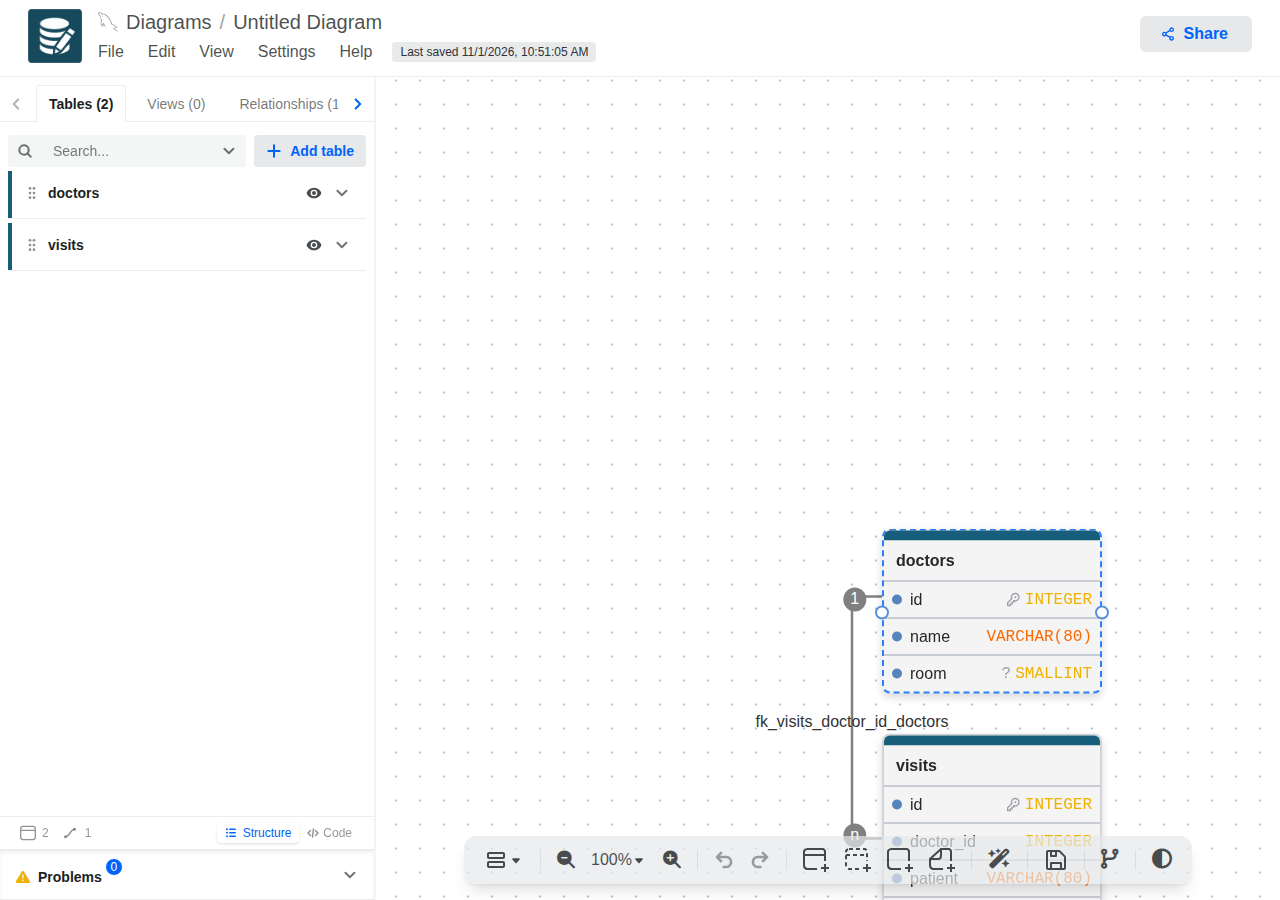 Diagrams / Untitled Diagram
File Edit View Settings Help Last saved 11/1/2026, 10:51:05 AM
Share
Tables (2) Views (0) Relationships (1
Search... Add table
doctors
visits
2 1 Structure Code
Problems 0
doctors
1 id INTEGER
name VARCHAR(80)
room ? SMALLINT
fk_visits_doctor_id_doctors
visits
id INTEGER
n doctor_id INTEGER
100%
patient VARCHAR(80)